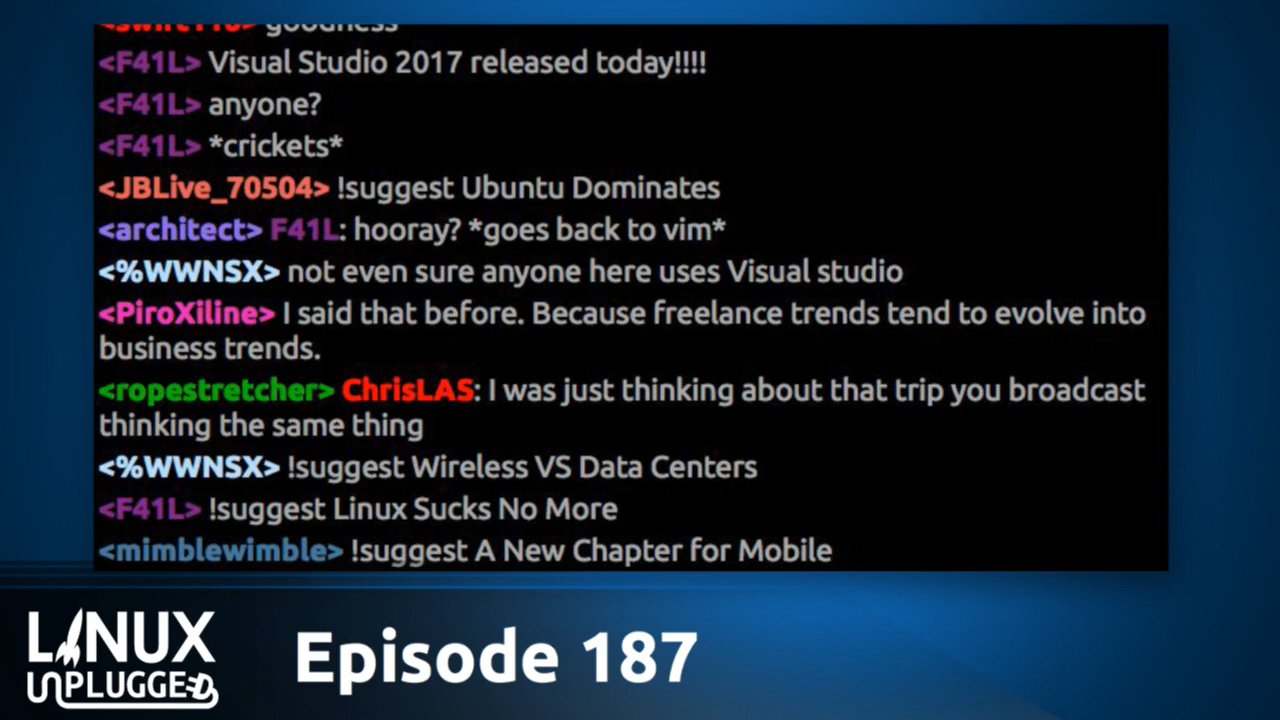 <swift110> goodness
<F41L> Visual Studio 2017 released today!!!!
<F41L> anyone?
<F41L> *crickets*
<JBLive_70504> !suggest Ubuntu Dominates
<architect> F41L: hooray? *goes back to vim*
<%WWNSX> not even sure anyone here uses Visual studio
<PiroXiline> I said that before. Because freelance trends tend to evolve into
business trends.
<ropestretcher> ChrisLAS: I was just thinking about that trip you broadcast
thinking the same thing
<%WWNSX> !suggest Wireless VS Data Centers
<F41L> !suggest Linux Sucks No More
<mimblewimble> !suggest A New Chapter for Mobile
LINUX
UNPLUGGED
Episode 187